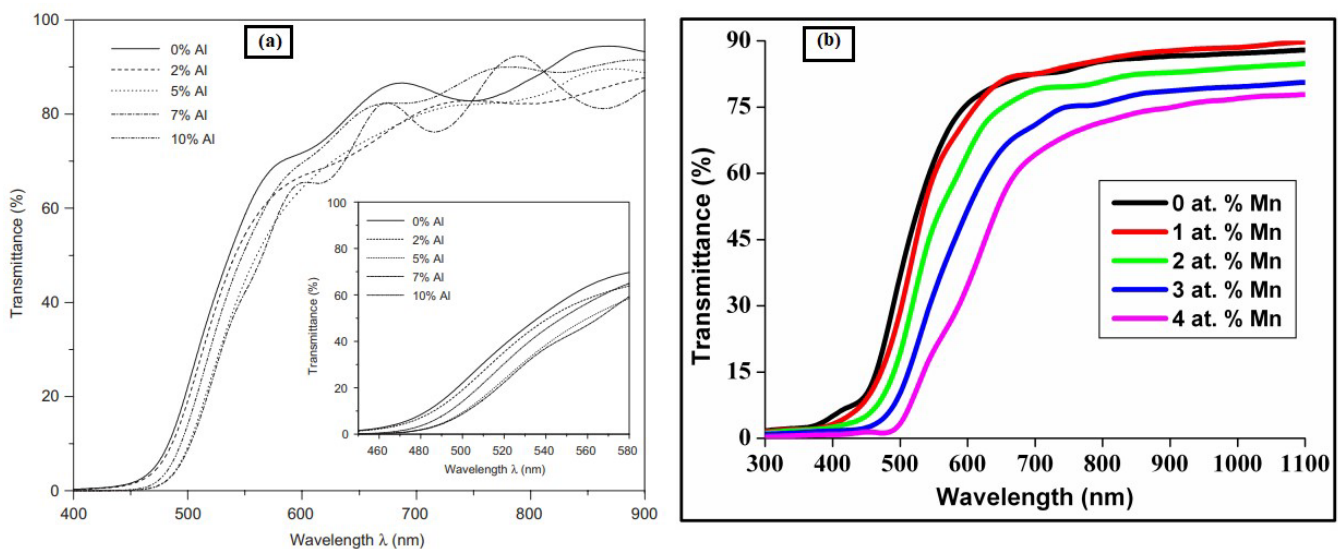 (a)
100
80
60
40
20
0
Transmittance (%)
0% Al
2% Al
5% Al
7% Al
10% Al
400 500 600 700 800 900
Wavelength λ (nm)
100
80
60
40
20
0
Transmittance (%)
0% Al
2% Al
5% Al
7% Al
10% Al
460 480 500 520 540 560 580
Wavelength λ (nm)
(b)
90
75
60
45
30
15
0
Transmittance (%)
0 at. % Mn
1 at. % Mn
2 at. % Mn
3 at. % Mn
4 at. % Mn
300 400 500 600 700 800 900 1000 1100
Wavelength (nm)